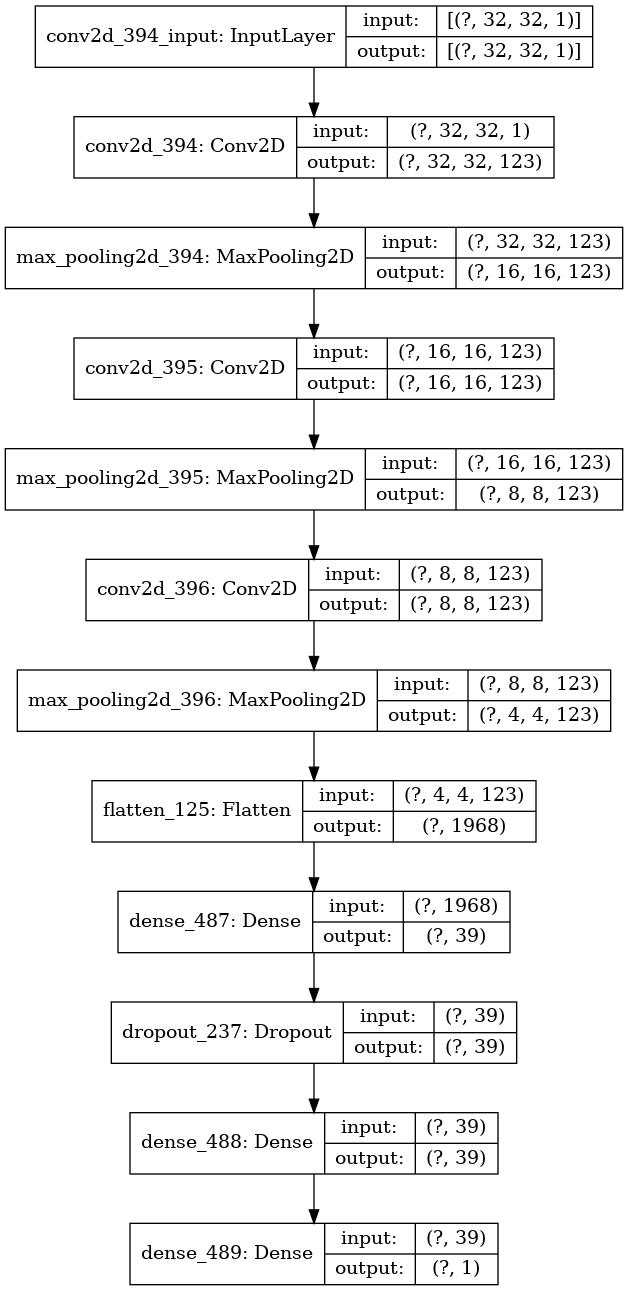 conv2d_394_input: InputLayer
input: [(?, 32, 32, 1)]
output: [(?, 32, 32, 1)]
conv2d_394: Conv2D
input: (?, 32, 32, 1)
output: (?, 32, 32, 123)
max_pooling2d_394: MaxPooling2D
input: (?, 32, 32, 123)
output: (?, 16, 16, 123)
conv2d_395: Conv2D
input: (?, 16, 16, 123)
output: (?, 16, 16, 123)
max_pooling2d_395: MaxPooling2D
input: (?, 16, 16, 123)
output: (?, 8, 8, 123)
conv2d_396: Conv2D
input: (?, 8, 8, 123)
output: (?, 8, 8, 123)
max_pooling2d_396: MaxPooling2D
input: (?, 8, 8, 123)
output: (?, 4, 4, 123)
flatten_125: Flatten
input: (?, 4, 4, 123)
output: (?, 1968)
dense_487: Dense
input: (?, 1968)
output: (?, 39)
dropout_237: Dropout
input: (?, 39)
output: (?, 39)
dense_488: Dense
input: (?, 39)
output: (?, 39)
dense_489: Dense
input: (?, 39)
output: (?, 1)